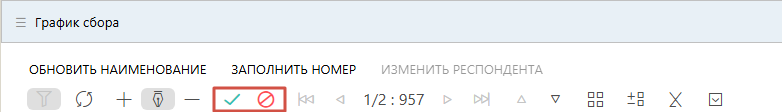 График сбора
ОБНОВИТЬ НАИМЕНОВАНИЕ ЗАПОЛНИТЬ НОМЕР ИЗМЕНИТЬ РЕСПОНДЕНТА
1/2 : 957